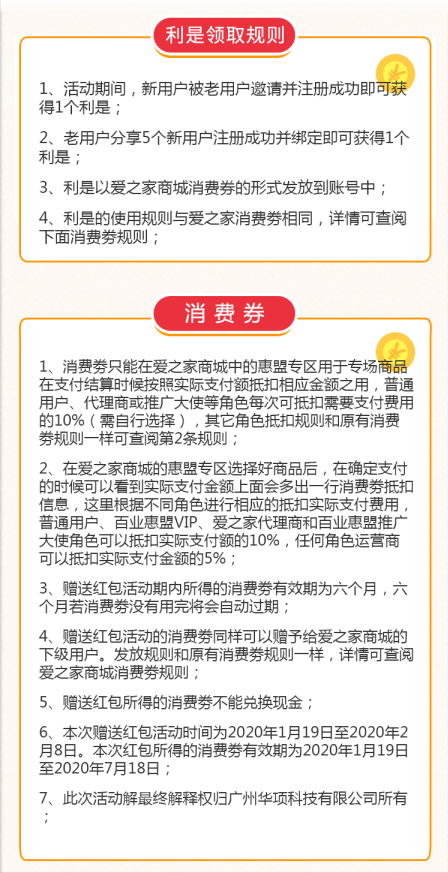 利是领取规则
1、活动期间，新用户被老用户邀请并注册成功即可获
得1个利是；
2、老用户分享5个新用户注册成功并绑定即可获得1个
利是；
3、利是以爱之家商城消费券的形式发放到账号中；
4、利是的使用规则与爱之家消费劵相同，详情可查阅
下面消费劵规则；
消费券
1、消费劵只能在爱之家商城中的惠盟专区用于专场商品
在支付结算时候按照实际支付额抵扣相应金额之用，普通
用户、代理商或推广大使等角色每次可抵扣需要支付费用
的10%（需自行选择），其它角色抵扣规则和原有消费
劵规则一样可查阅第2条规则；
2、在爱之家商城的惠盟专区选择好商品后，在确定支付
的时候可以看到实际支付金额上面会多出一行消费劵抵扣
信息，这里根据不同角色进行相应的抵扣实际支付费用，
普通用户、百业惠盟VIP、爱之家代理商和百业惠盟推广
大使角色可以抵扣实际支付额的10%，任何角色运营商
可以抵扣实际支付金额的5%；
3、赠送红包活动期内所得的消费劵有效期为六个月，六
个月若消费劵没有用完将会自动过期；
4、赠送红包活动的消费劵同样可以赠予给爱之家商城的
下级用户。发放规则和原有消费劵规则一样，详情可查阅
爱之家商城消费劵规则；
5、赠送红包所得的消费劵不能兑换现金；
6、本次赠送红包活动时间为2020年1月19日至2020年2
月8日。本次红包所得的消费劵有效期为2020年1月19日
至2020年7月18日；
7、此次活动解最终解释权归广州华项科技有限公司所有
；